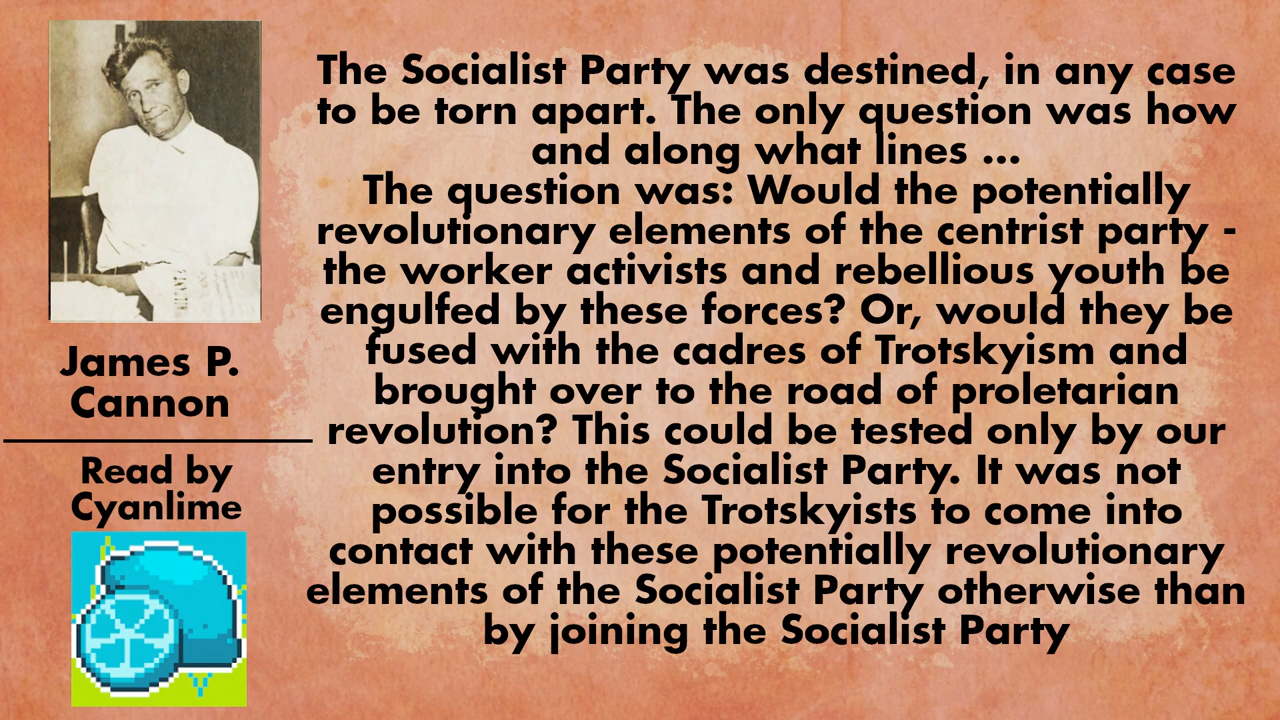 James P.
Cannon
Read by
Cyanlime
The Socialist Party was destined, in any case
to be torn apart. The only question was how
and along what lines ...
The question was: Would the potentially
revolutionary elements of the centrist party -
the worker activists and rebellious youth be
engulfed by these forces? Or, would they be
fused with the cadres of Trotskyism and
brought over to the road of proletarian
revolution? This could be tested only by our
entry into the Socialist Party. It was not
possible for the Trotskyists to come into
contact with these potentially revolutionary
elements of the Socialist Party otherwise than
by joining the Socialist Party